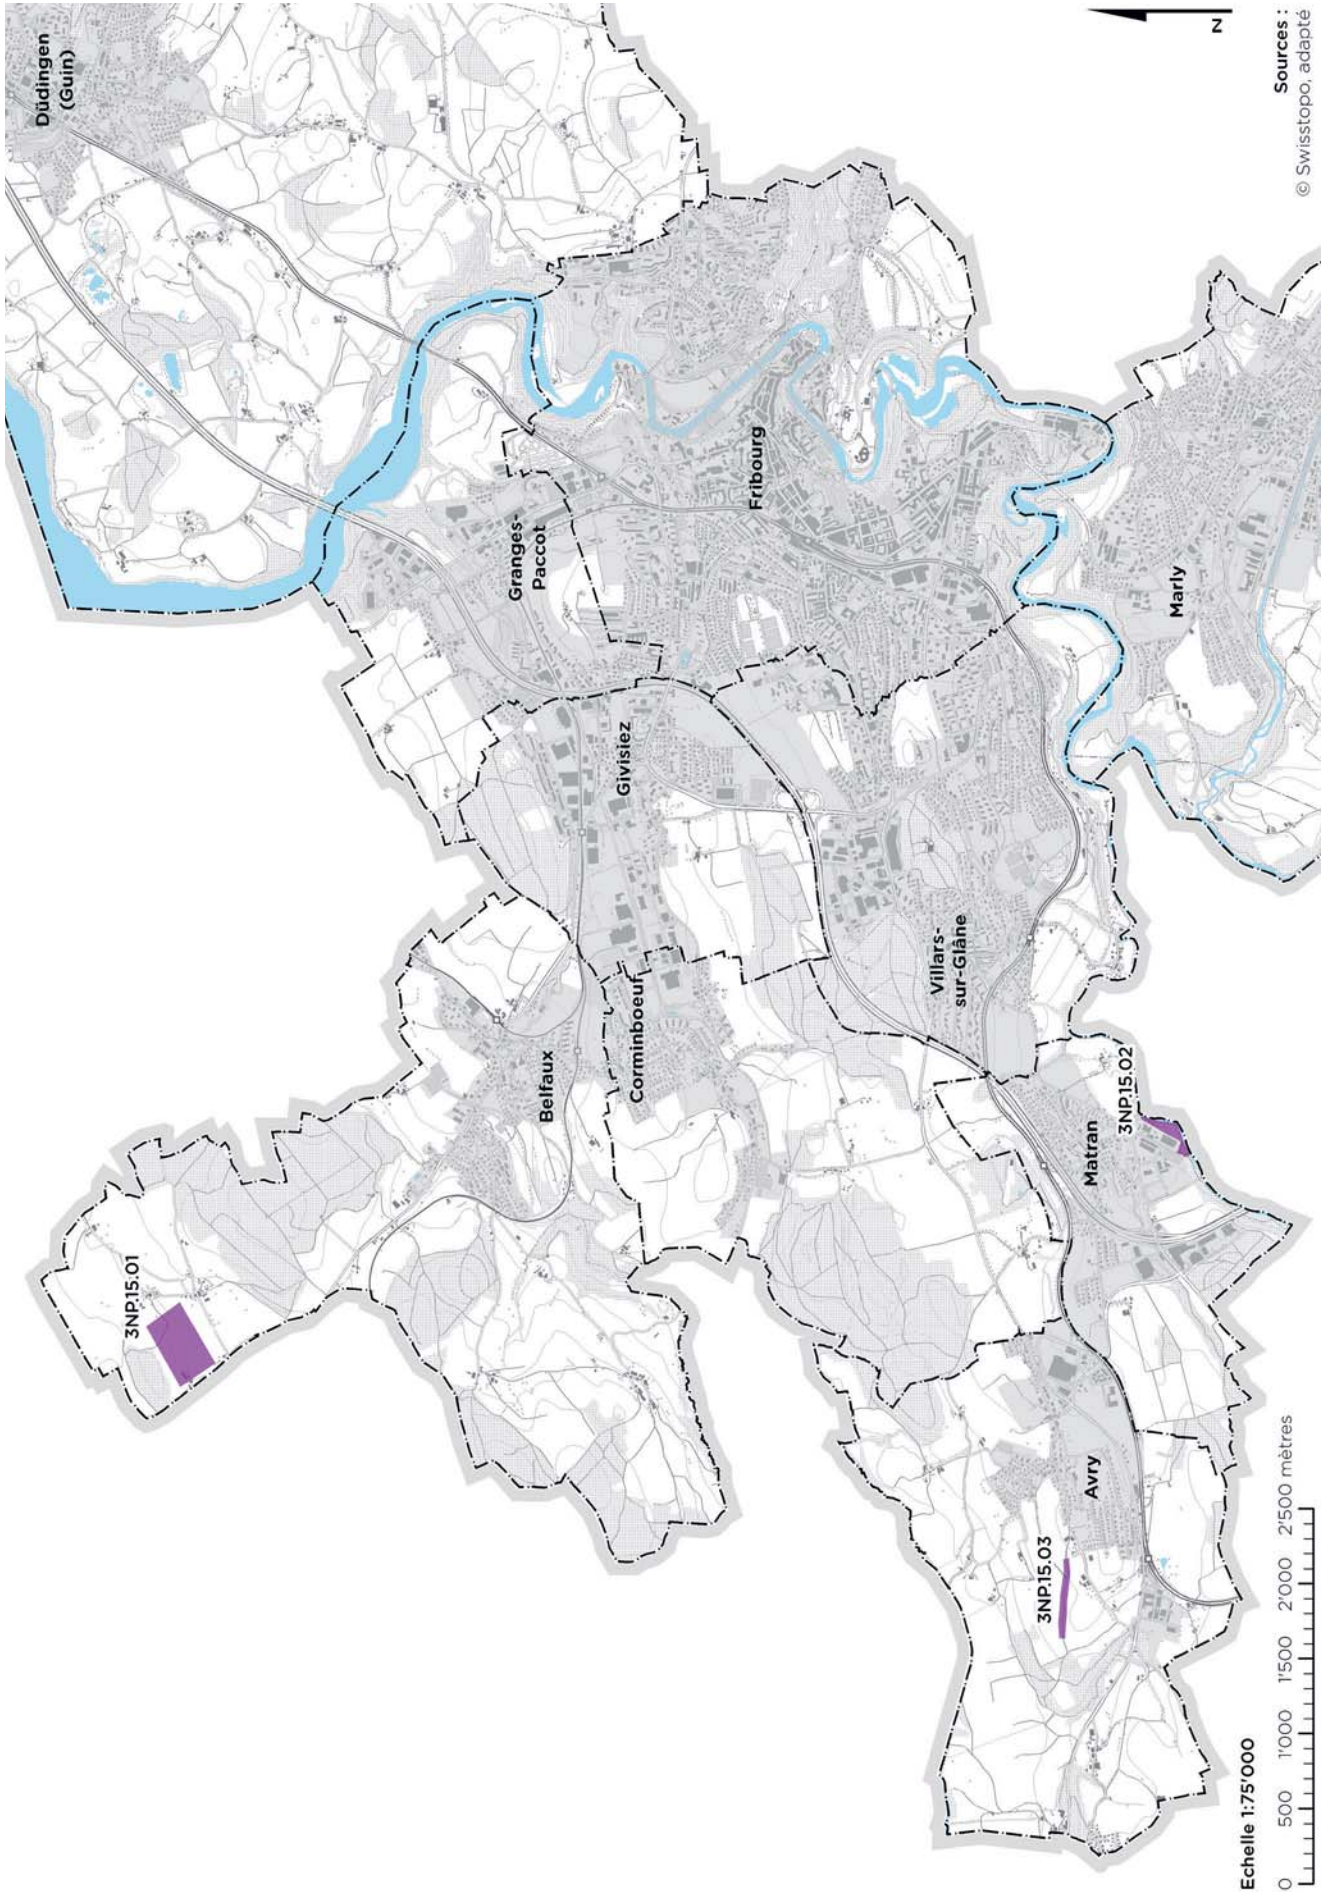 Düdingen
(Guin)
Granges-
Paccot
Fribourg
Givisiez
Marly
Corminboeuf
Belfaux
Villars-
sur-Glâne
3NP.15.01
Matran
3NP.15.02
Avry
3NP.15.03
Echelle 1:75'000
0 500 1'000 1'500 2'000 2'500 mètres
N
Sources :
© Swisstopo, adapté